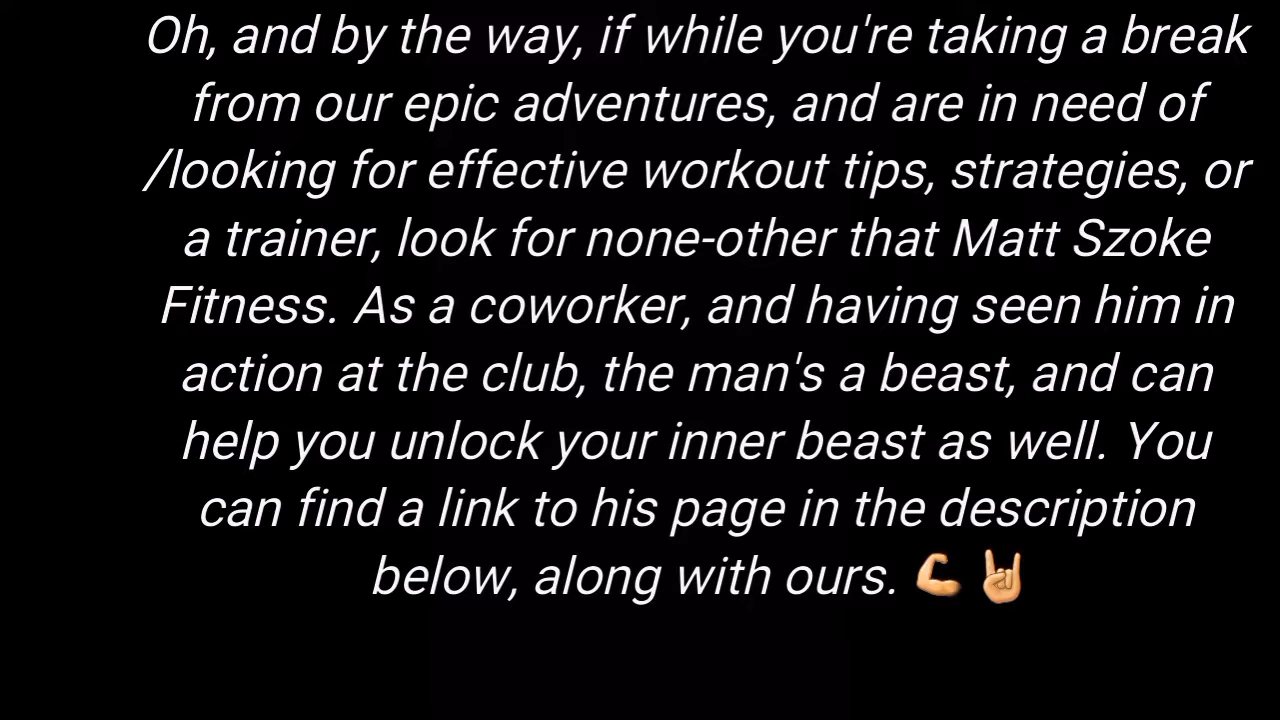 Oh, and by the way, if while you're taking a break
from our epic adventures, and are in need of
/looking for effective workout tips, strategies, or
a trainer, look for none-other that Matt Szoke
Fitness. As a coworker, and having seen him in
action at the club, the man's a beast, and can
help you unlock your inner beast as well. You
can find a link to his page in the description
below, along with ours. 💪🤘